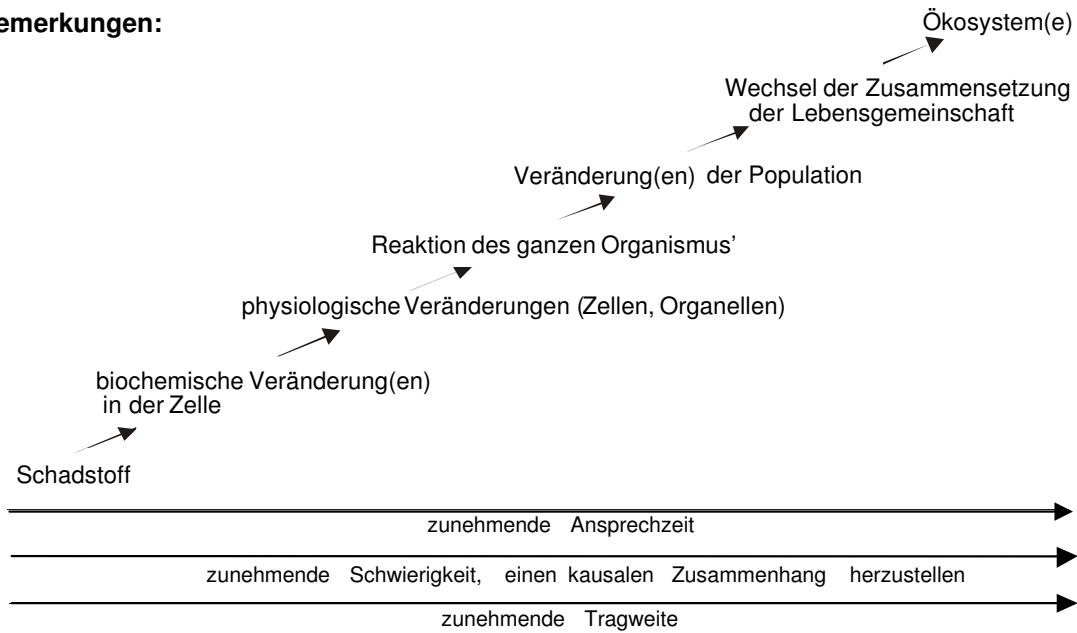 emerkungen:
Ökosystem(e)
Wechsel der Zusammensetzung
der Lebensgemeinschaft
Veränderung(en) der Population
Reaktion des ganzen Organismus’
physiologische Veränderungen (Zellen, Organellen)
biochemische Veränderung(en)
in der Zelle
Schadstoff
zunehmende Ansprechzeit
zunehmende Schwierigkeit, einen kausalen Zusammenhang herzustellen
zunehmende Tragweite